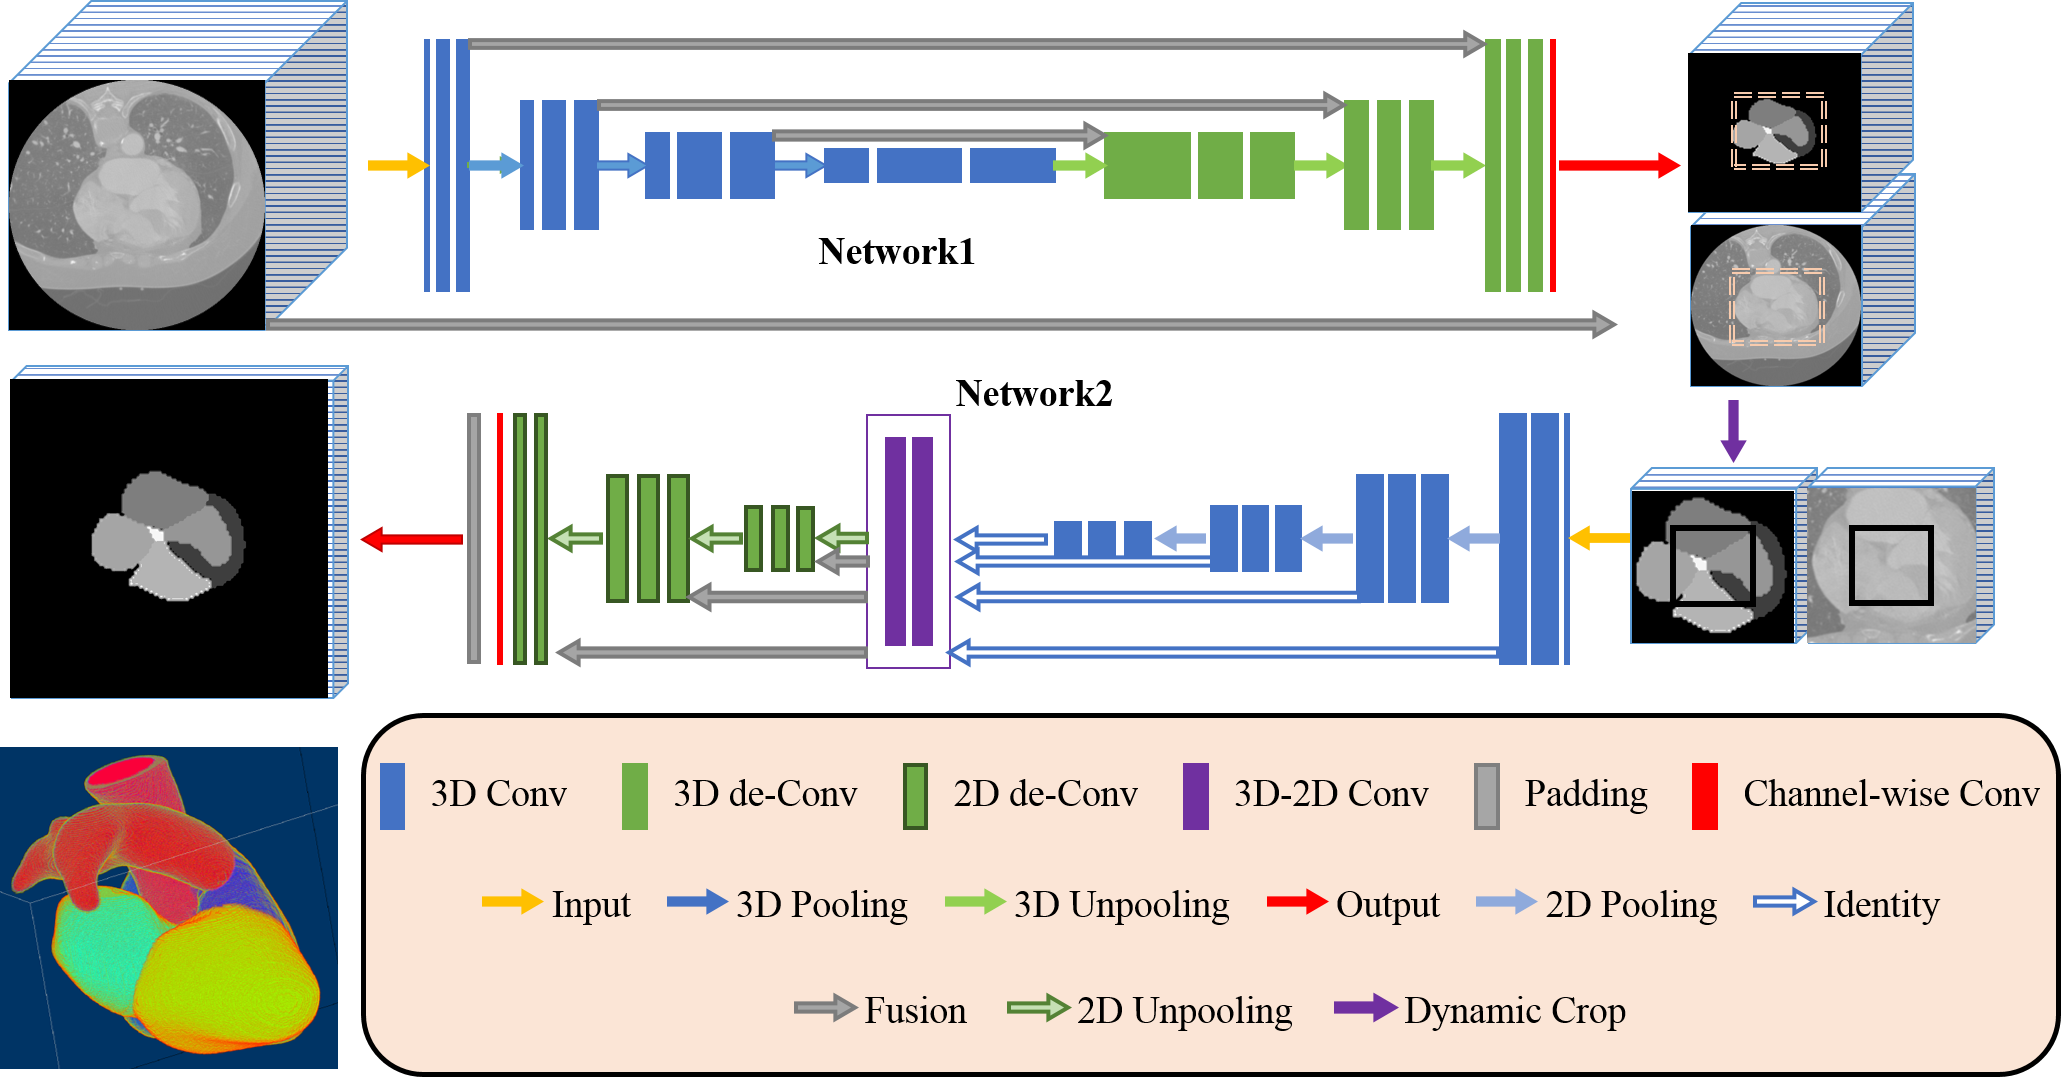 Network1
Network2
3D Conv 3D de-Conv 2D de-Conv 3D-2D Conv Padding Channel-wise Conv
Input 3D Pooling 3D Unpooling Output 2D Pooling Identity
Fusion 2D Unpooling Dynamic Crop